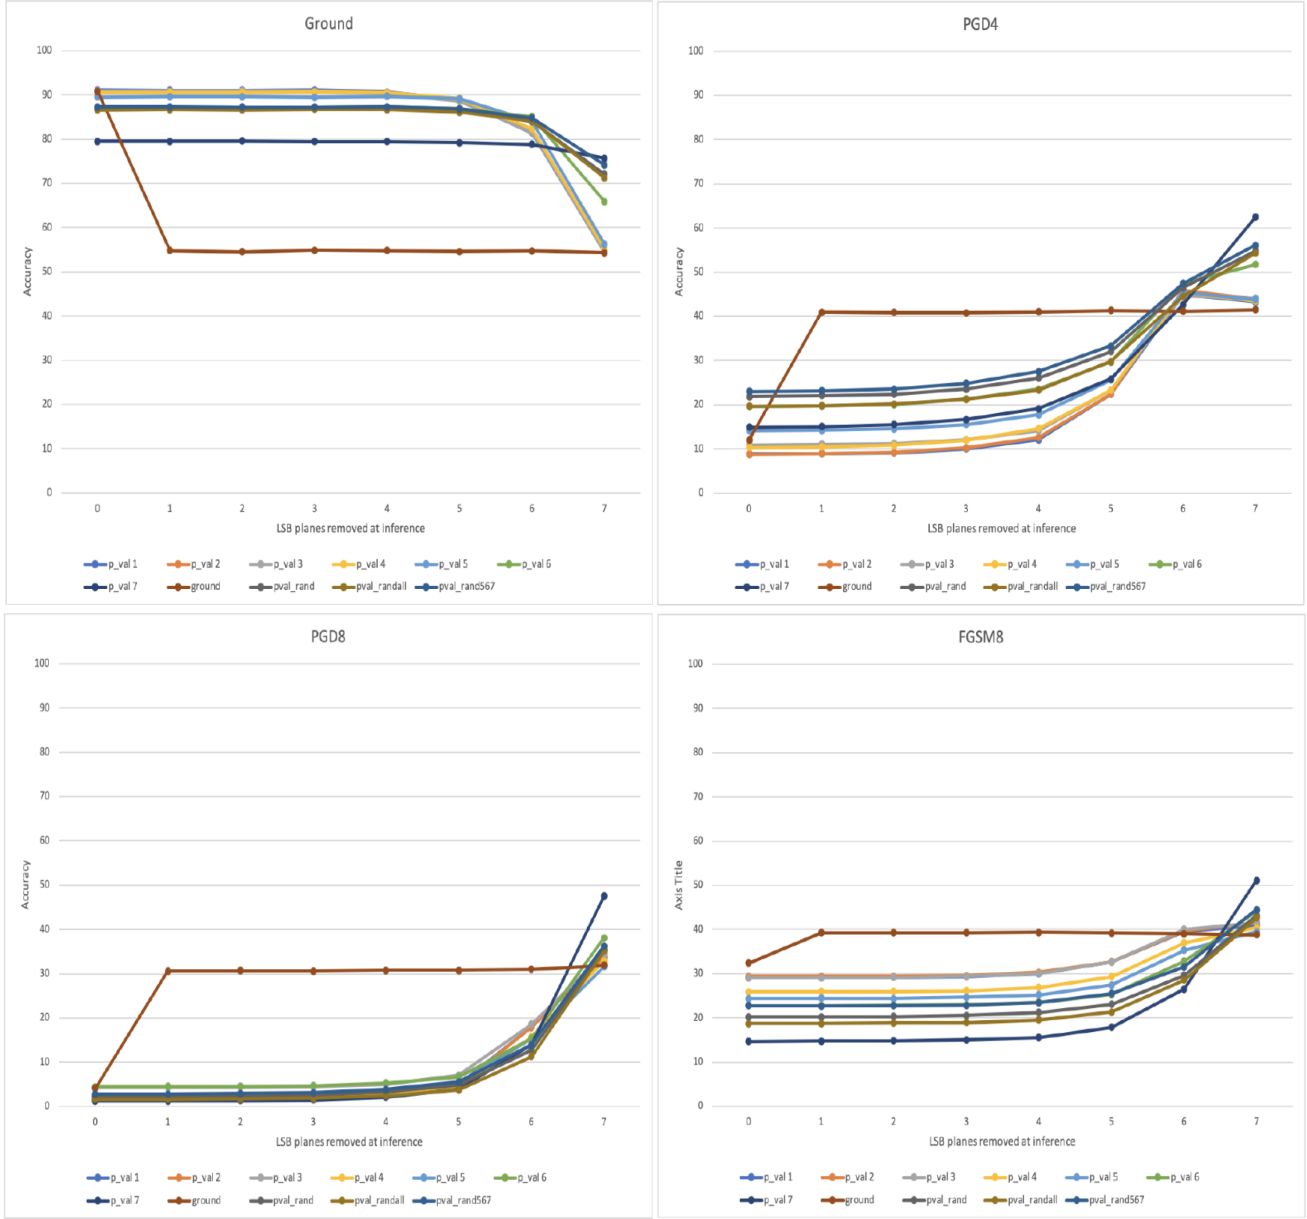 Ground
100
90
80
70
60
50
40
30
20
10
0
Accuracy
0 1 2 3 4 5 6 7
LSB planes removed at inference
p_val 1 p_val 2 p_val 3 p_val 4 p_val 5 p_val 6
p_val 7 ground pval_rand pval_randall pval_rand567
PGD4
100
90
80
70
60
50
40
30
20
10
0
Accuracy
0 1 2 3 4 5 6 7
LSB planes removed at inference
p_val 1 p_val 2 p_val 3 p_val 4 p_val 5 p_val 6
p_val 7 ground pval_rand pval_randall pval_rand567
PGD8
100
90
80
70
60
50
40
30
20
10
0
Accuracy
0 1 2 3 4 5 6 7
LSB planes removed at inference
p_val 1 p_val 2 p_val 3 p_val 4 p_val 5 p_val 6
p_val 7 ground pval_rand pval_randall pval_rand567
FGSM8
100
90
80
70
60
50
40
30
20
10
0
Axis Title
0 1 2 3 4 5 6 7
LSB planes removed at inference
p_val 1 p_val 2 p_val 3 p_val 4 p_val 5 p_val 6
p_val 7 ground pval_rand pval_randall pval_rand567